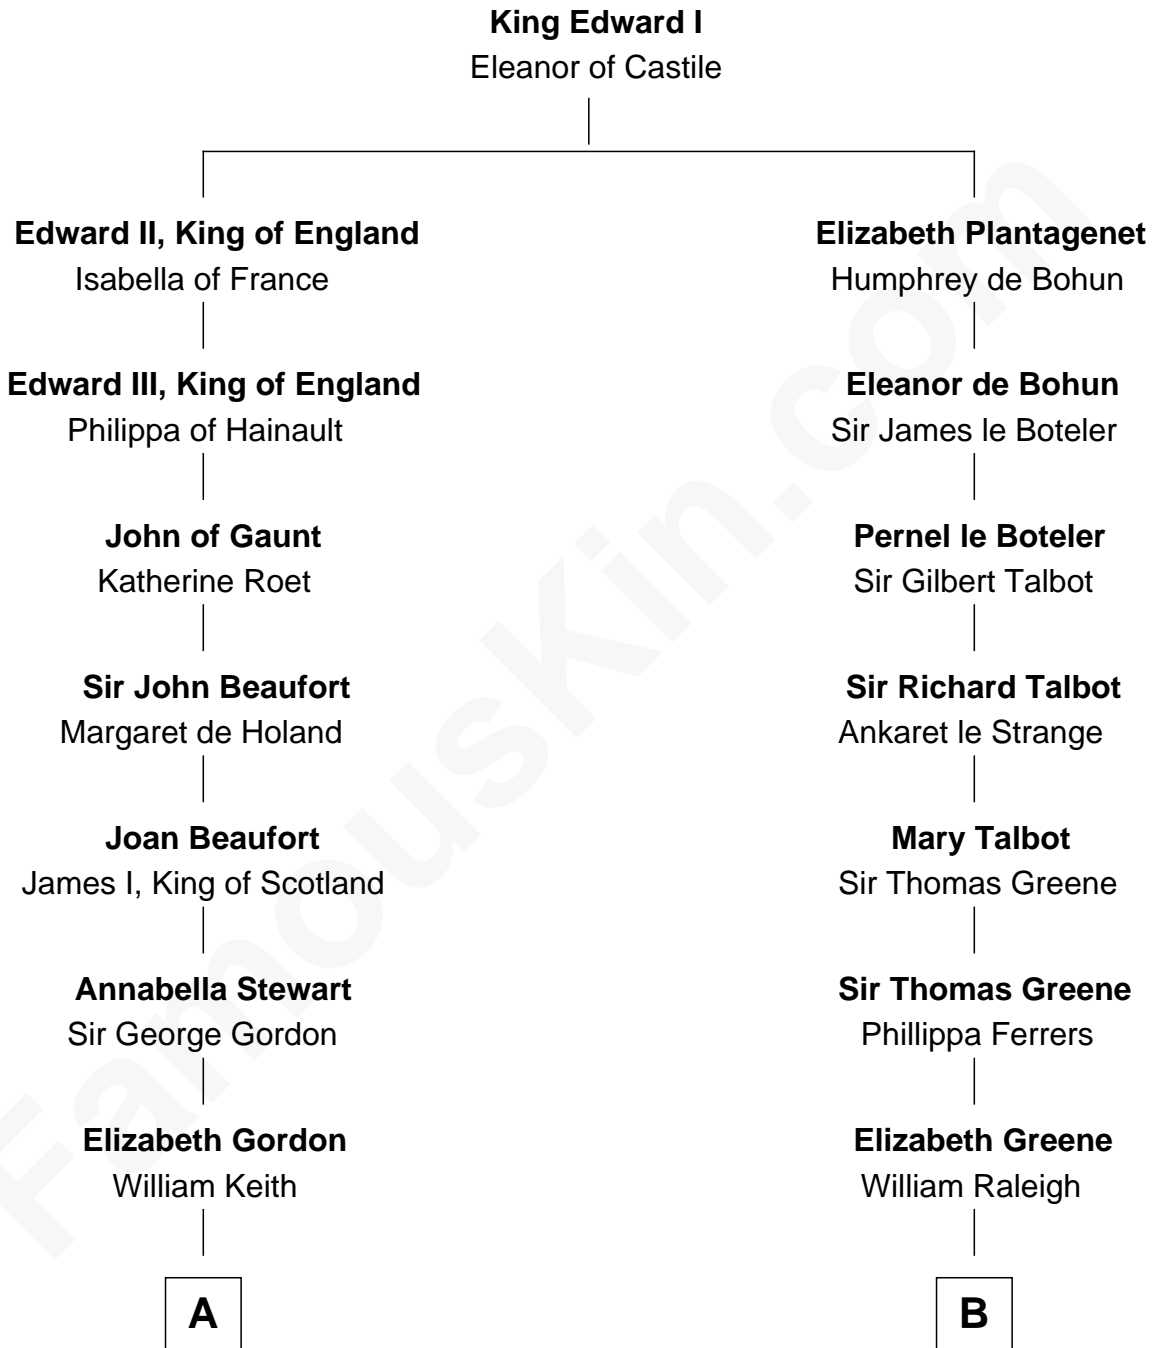 King Edward I
Eleanor of Castile
Edward II, King of England
Isabella of France
Edward III, King of England
Philippa of Hainault
John of Gaunt
Katherine Roet
Sir John Beaufort
Margaret de Holand
Joan Beaufort
James I, King of Scotland
Annabella Stewart
Sir George Gordon
Elizabeth Gordon
William Keith
A
Elizabeth Plantagenet
Humphrey de Bohun
Eleanor de Bohun
Sir James le Boteler
Pernel le Boteler
Sir Gilbert Talbot
Sir Richard Talbot
Ankaret le Strange
Mary Talbot
Sir Thomas Greene
Sir Thomas Greene
Phillippa Ferrers
Elizabeth Greene
William Raleigh
B
FamousKin.com